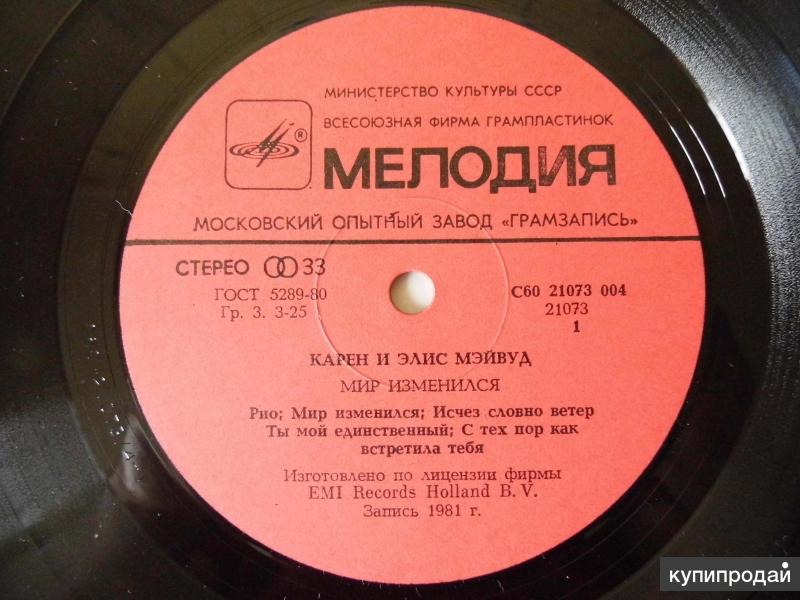 МИНИСТЕРСТВО КУЛЬТУРЫ СССР
ВСЕСОЮЗНАЯ ФИРМА ГРАМПЛАСТИНОК
®
МЕЛОДИЯ
МОСКОВСКИЙ ОПЫТНЫЙ ЗАВОД «ГРАМЗАПИСЬ»
СТЕРЕО 33
ГОСТ 5289-80
Гр. 3. 3-25
С60 21073 004
21073
1
КАРЕН И ЭЛИС МЭЙВУД
МИР ИЗМЕНИЛСЯ
Рио; Мир изменился; Исчез словно ветер
Ты мой единственный; С тех пор как
встретила тебя
Изготовлено по лицензии фирмы
EMI Records Holland B. V.
Запись 1981 г.
купипродай